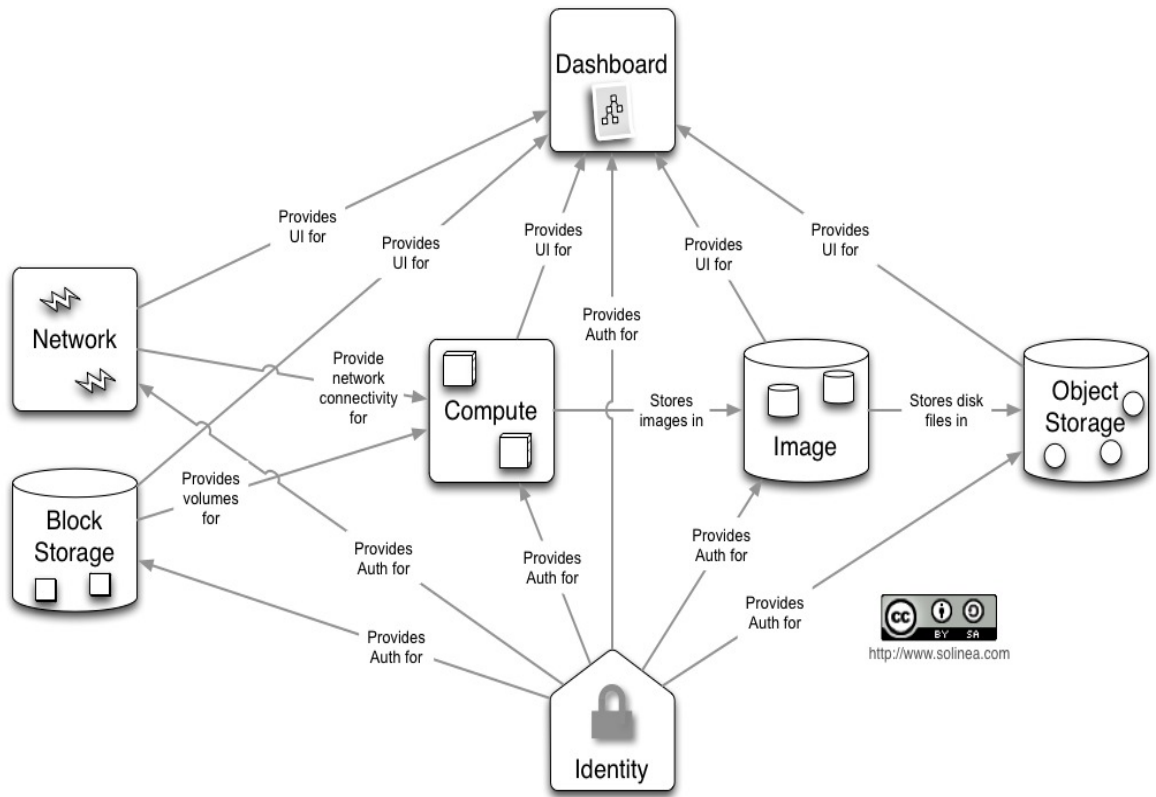 Dashboard
Provides
UI for
Provides
UI for
Provides
UI for
Provides
UI for
Provides
UI for
Network
Provides
Auth for
Provide
network
connectivity
for
Compute
Stores
images in
Image
Stores disk
files in
Object
Storage
Provides
volumes
for
Block
Storage
Provides
Auth for
Provides
Auth for
Provides
Auth for
Provides
Auth for
Provides
Auth for
cc
BY SA
http://www.solinea.com
Identity